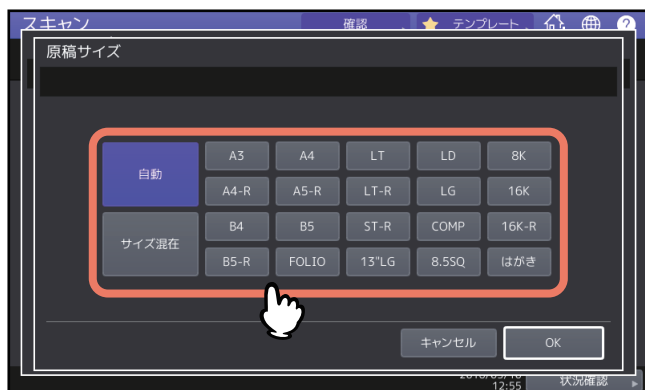 スキャン 確認 テンプレート ?
原稿サイズ
自動 A3 A4 LT LD 8K
A4-R A5-R LT-R LG 16K
サイズ混在 B4 B5 ST-R COMP 16K-R
B5-R FOLIO 13"LG 8.5SQ はがき
キャンセル OK
12:55 状況確認